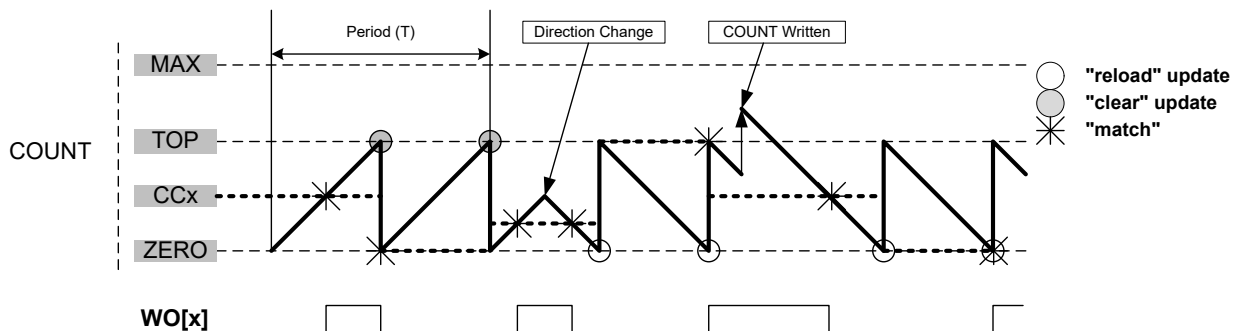 Period (T)
Direction Change
COUNT Written
MAX
"reload" update
"clear" update
"match"
TOP
COUNT
CCx
ZERO
WO[x]